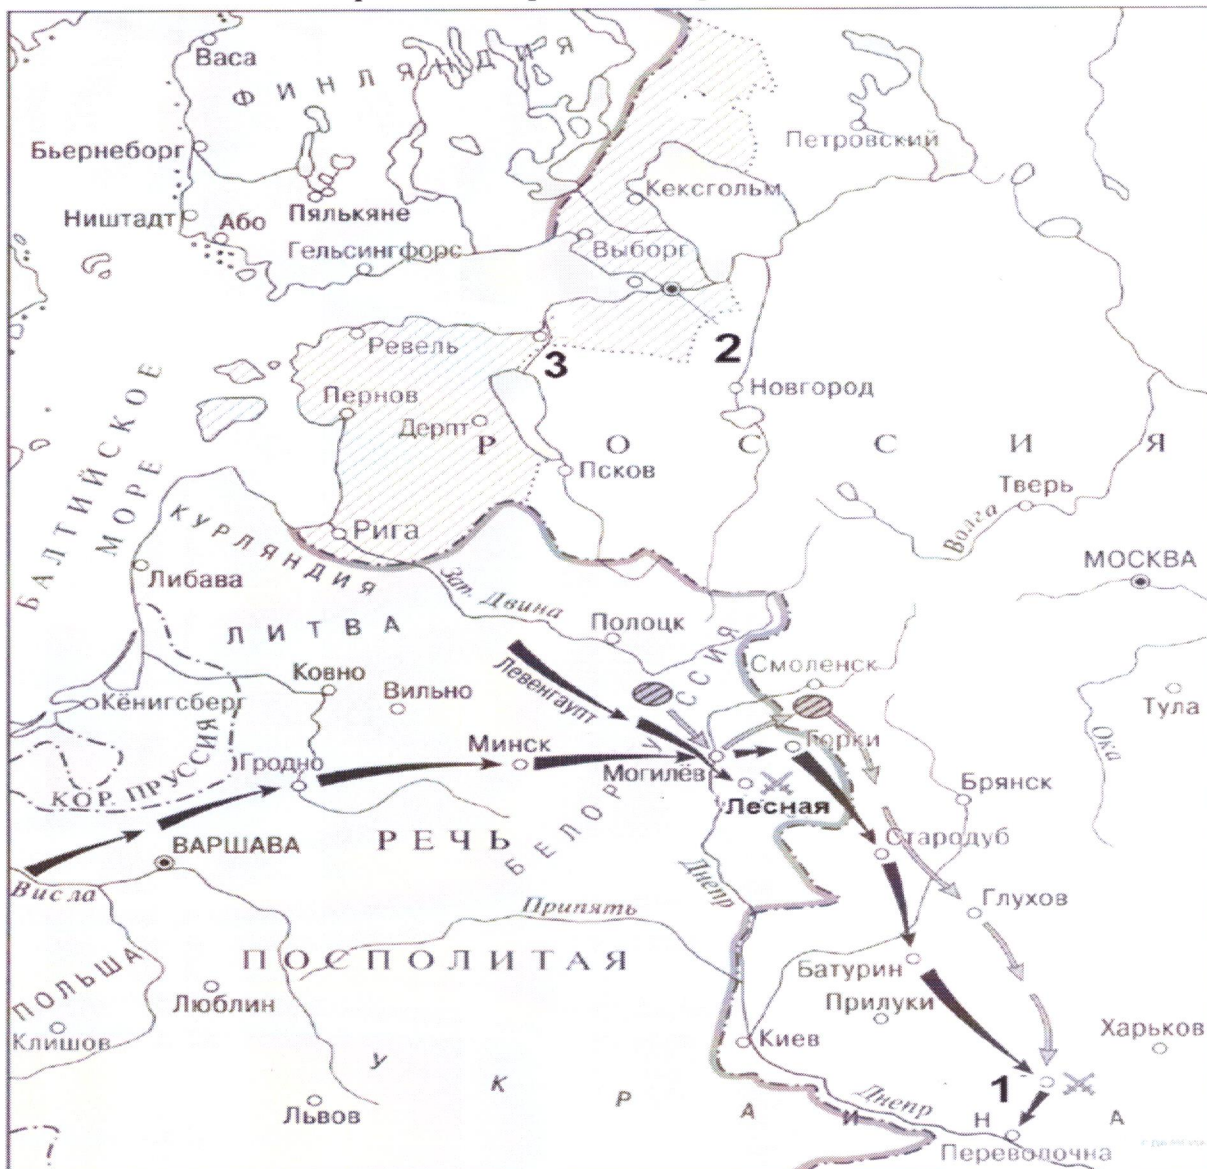 Васа
ФИНЛЯНДИЯ
Петровский
Бьернеборг
Кексгольм
Пялькяне
Ништадт
Або
Гельсингфорс
Выборг
2
Ревель
3
Новгород
Пернов
Дерпт
РОССИЯ
Псков
Тверь
Волга
БАЛТИЙСКОЕ
МОРЕ
КУРЛЯНДИЯ
Рига
МОСКВА
Либава
Зап. Двина
ЛИТВА
Полоцк
Смоленск
Ковно
Левенгаупт
Вильно
Кёнигсберг
Тула
Ока
КОР. ПРУССИЯ
Гродно
Минск
Могилёв
Горки
БЕЛОРУССИЯ
Брянск
Лесная
ВАРШАВА
РЕЧЬ
Стародуб
Висла
Днепр
Припять
Глухов
ПОСПОЛИТАЯ
Батурин
ПОЛЬША
Люблин
Прилуки
Клишов
Киев
Харьков
1
УКРАИНА
Львов
Днепр
Переволочна